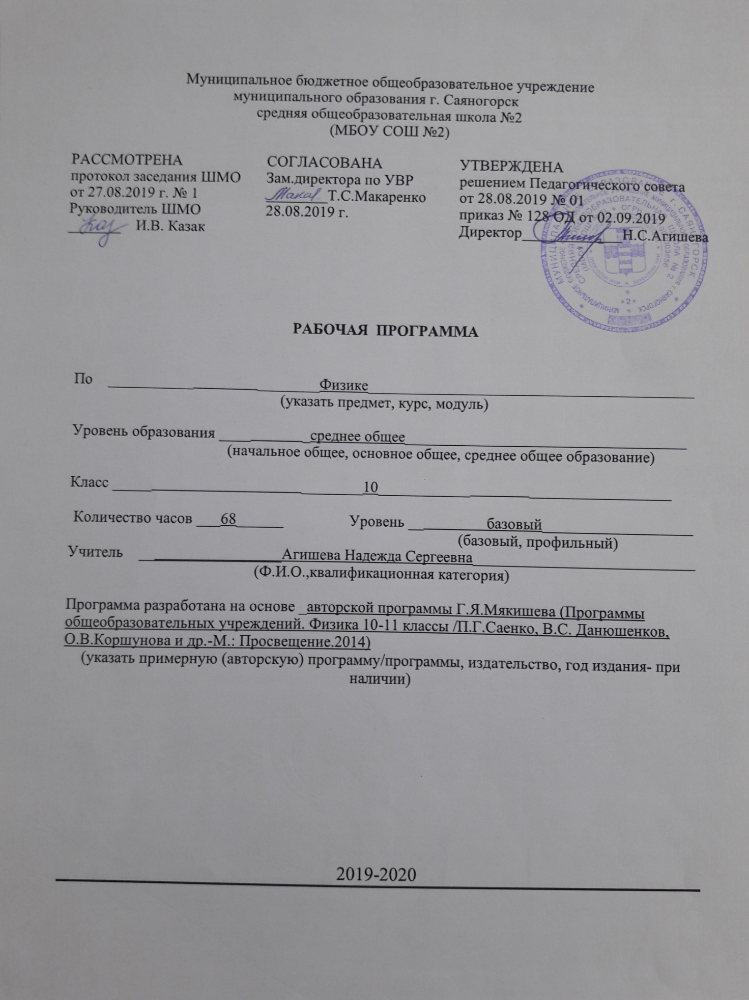 Муниципальное бюджетное общеобразовательное учреждение
муниципального образования г. Саяногорск
средняя общеобразовательная школа №2
(МБОУ СОШ №2)
РАССМОТРЕНА
протокол заседания ШМО
от 27.08.2019 г. № 1
Руководитель ШМО
И.В. Казак
СОГЛАСОВАНА
Зам.директора по УВР
Т.С.Макаренко
28.08.2019 г.
УТВЕРЖДЕНА
решением Педагогического совета
от 28.08.2019 № 01
приказ № 128 ОД от 02.09.2019
Директор Н.С.Агишева
РАБОЧАЯ ПРОГРАММА
По Физике
(указать предмет, курс, модуль)
Уровень образования среднее общее
(начальное общее, основное общее, среднее общее образование)
Класс 10
Количество часов 68 Уровень базовый
(базовый, профильный)
Учитель Агишева Надежда Сергеевна
(Ф.И.О.,квалификационная категория)
Программа разработана на основе _авторской программы Г.Я.Мякишева (Программы
общеобразовательных учреждений. Физика 10-11 классы /П.Г.Саенко, В.С. Данюшенков,
О.В.Коршунова и др.-М.: Просвещение.2014)
(указать примерную (авторскую) программу/программы, издательство, год издания- при
наличии)
2019-2020